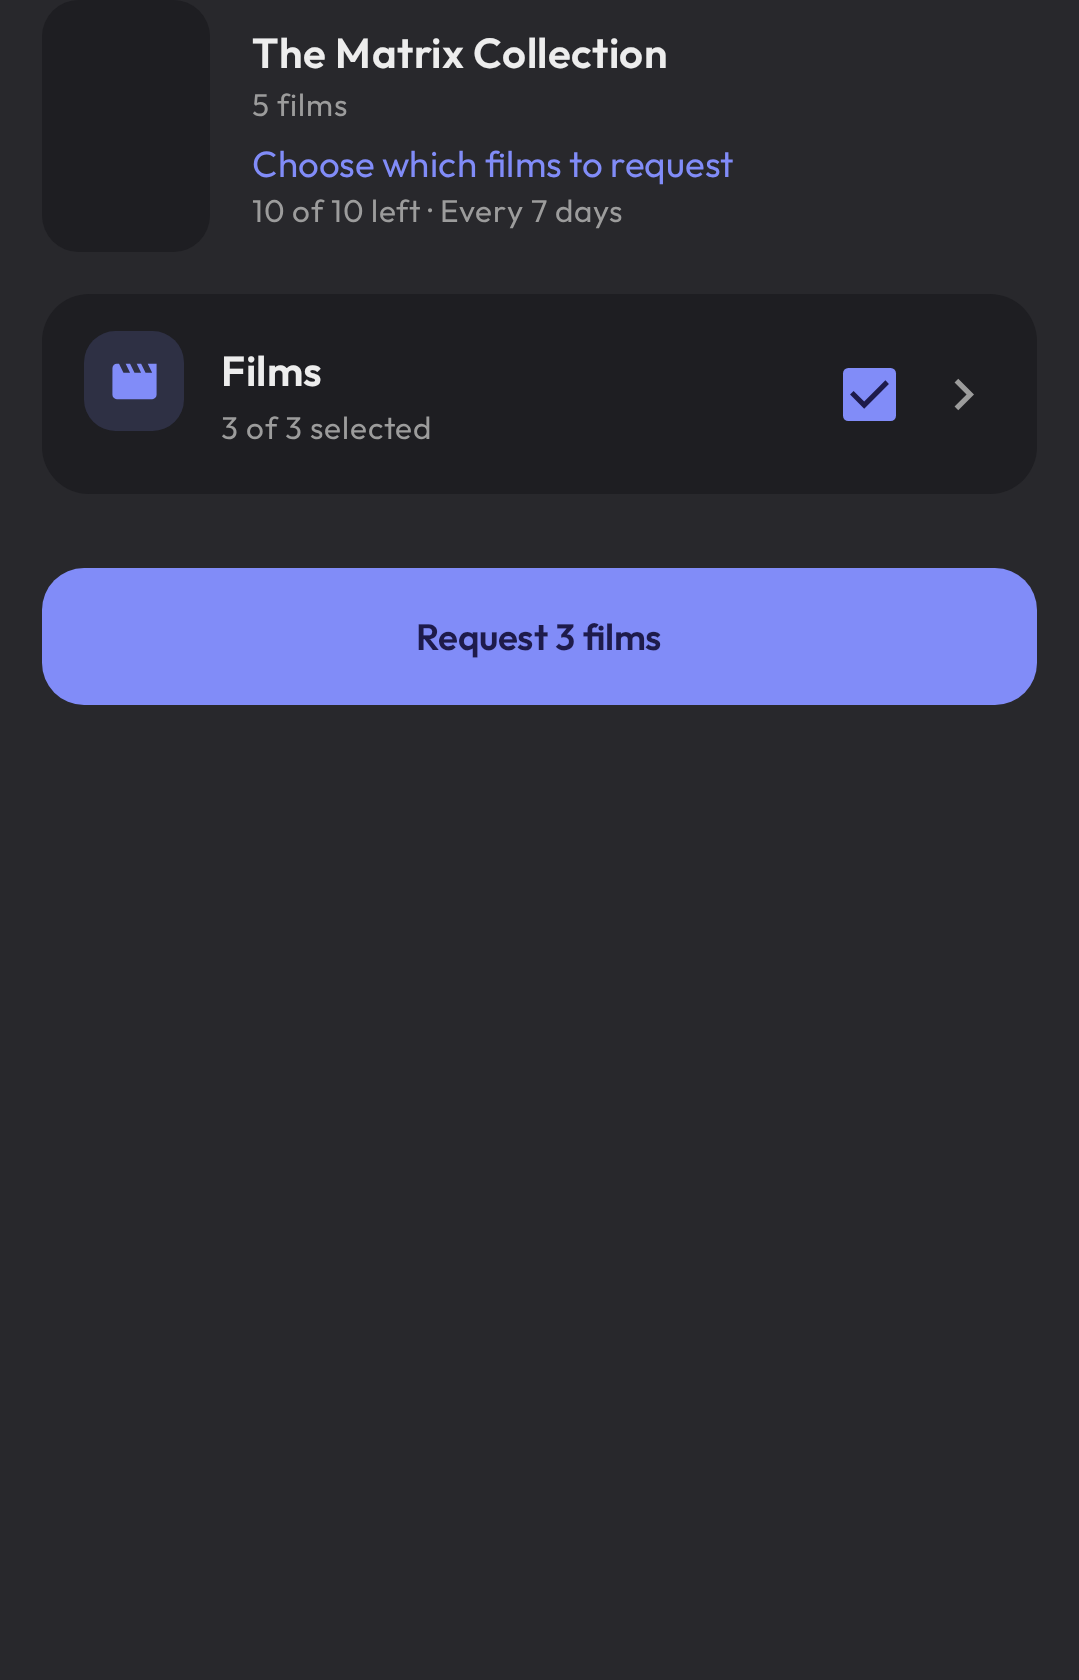 The Matrix Collection
5 films
Choose which films to request
10 of 10 left · Every 7 days
Films
3 of 3 selected
Request 3 films